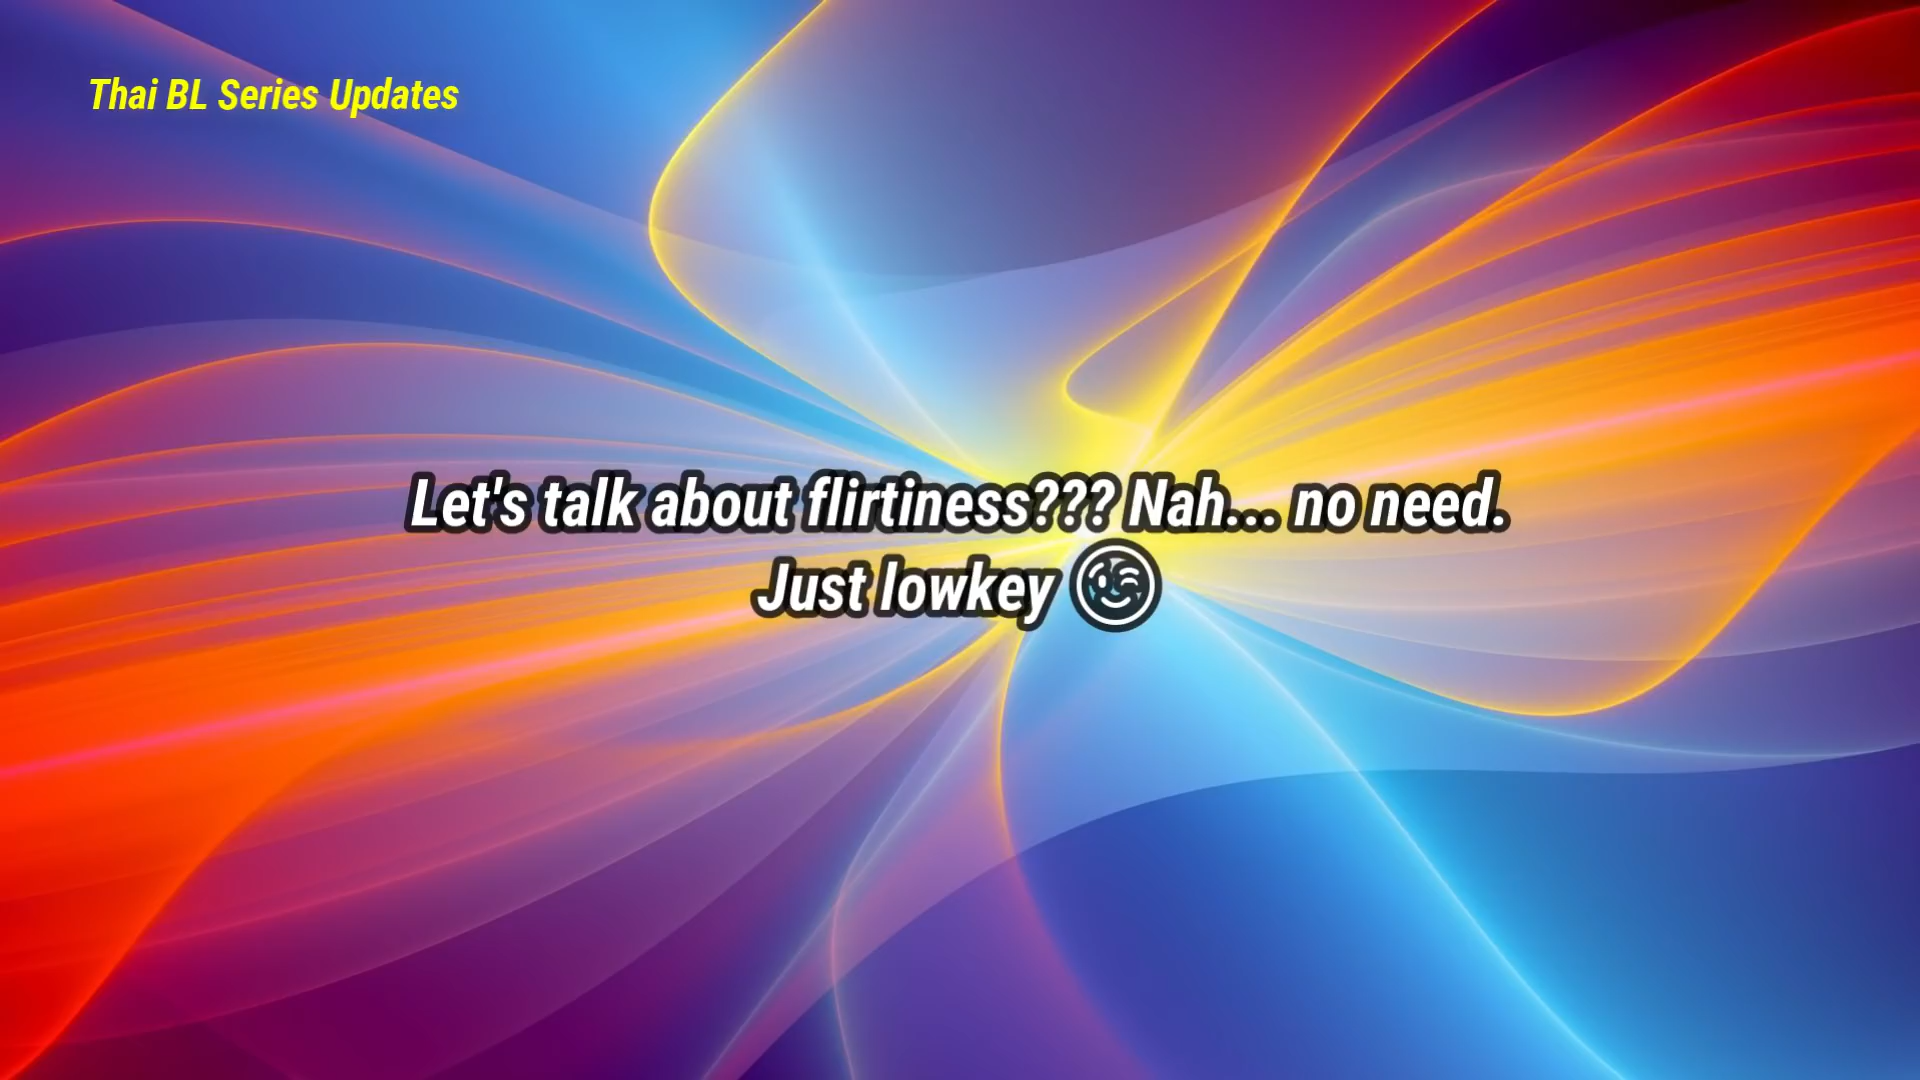 Thai BL Series Updates
Let's talk about flirtiness??? Nah... no need.
Just lowkey 😉